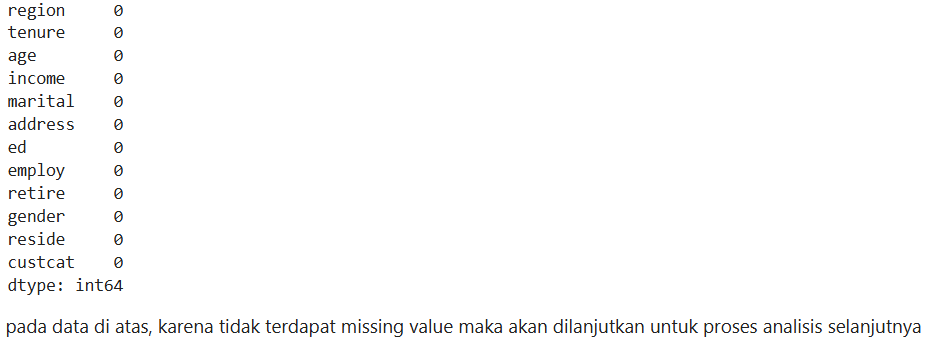 region 0
tenure 0
age 0
income 0
marital 0
address 0
ed 0
employ 0
retire 0
gender 0
reside 0
custcat 0
dtype: int64
pada data di atas, karena tidak terdapat missing value maka akan dilanjutkan untuk proses analisis selanjutnya